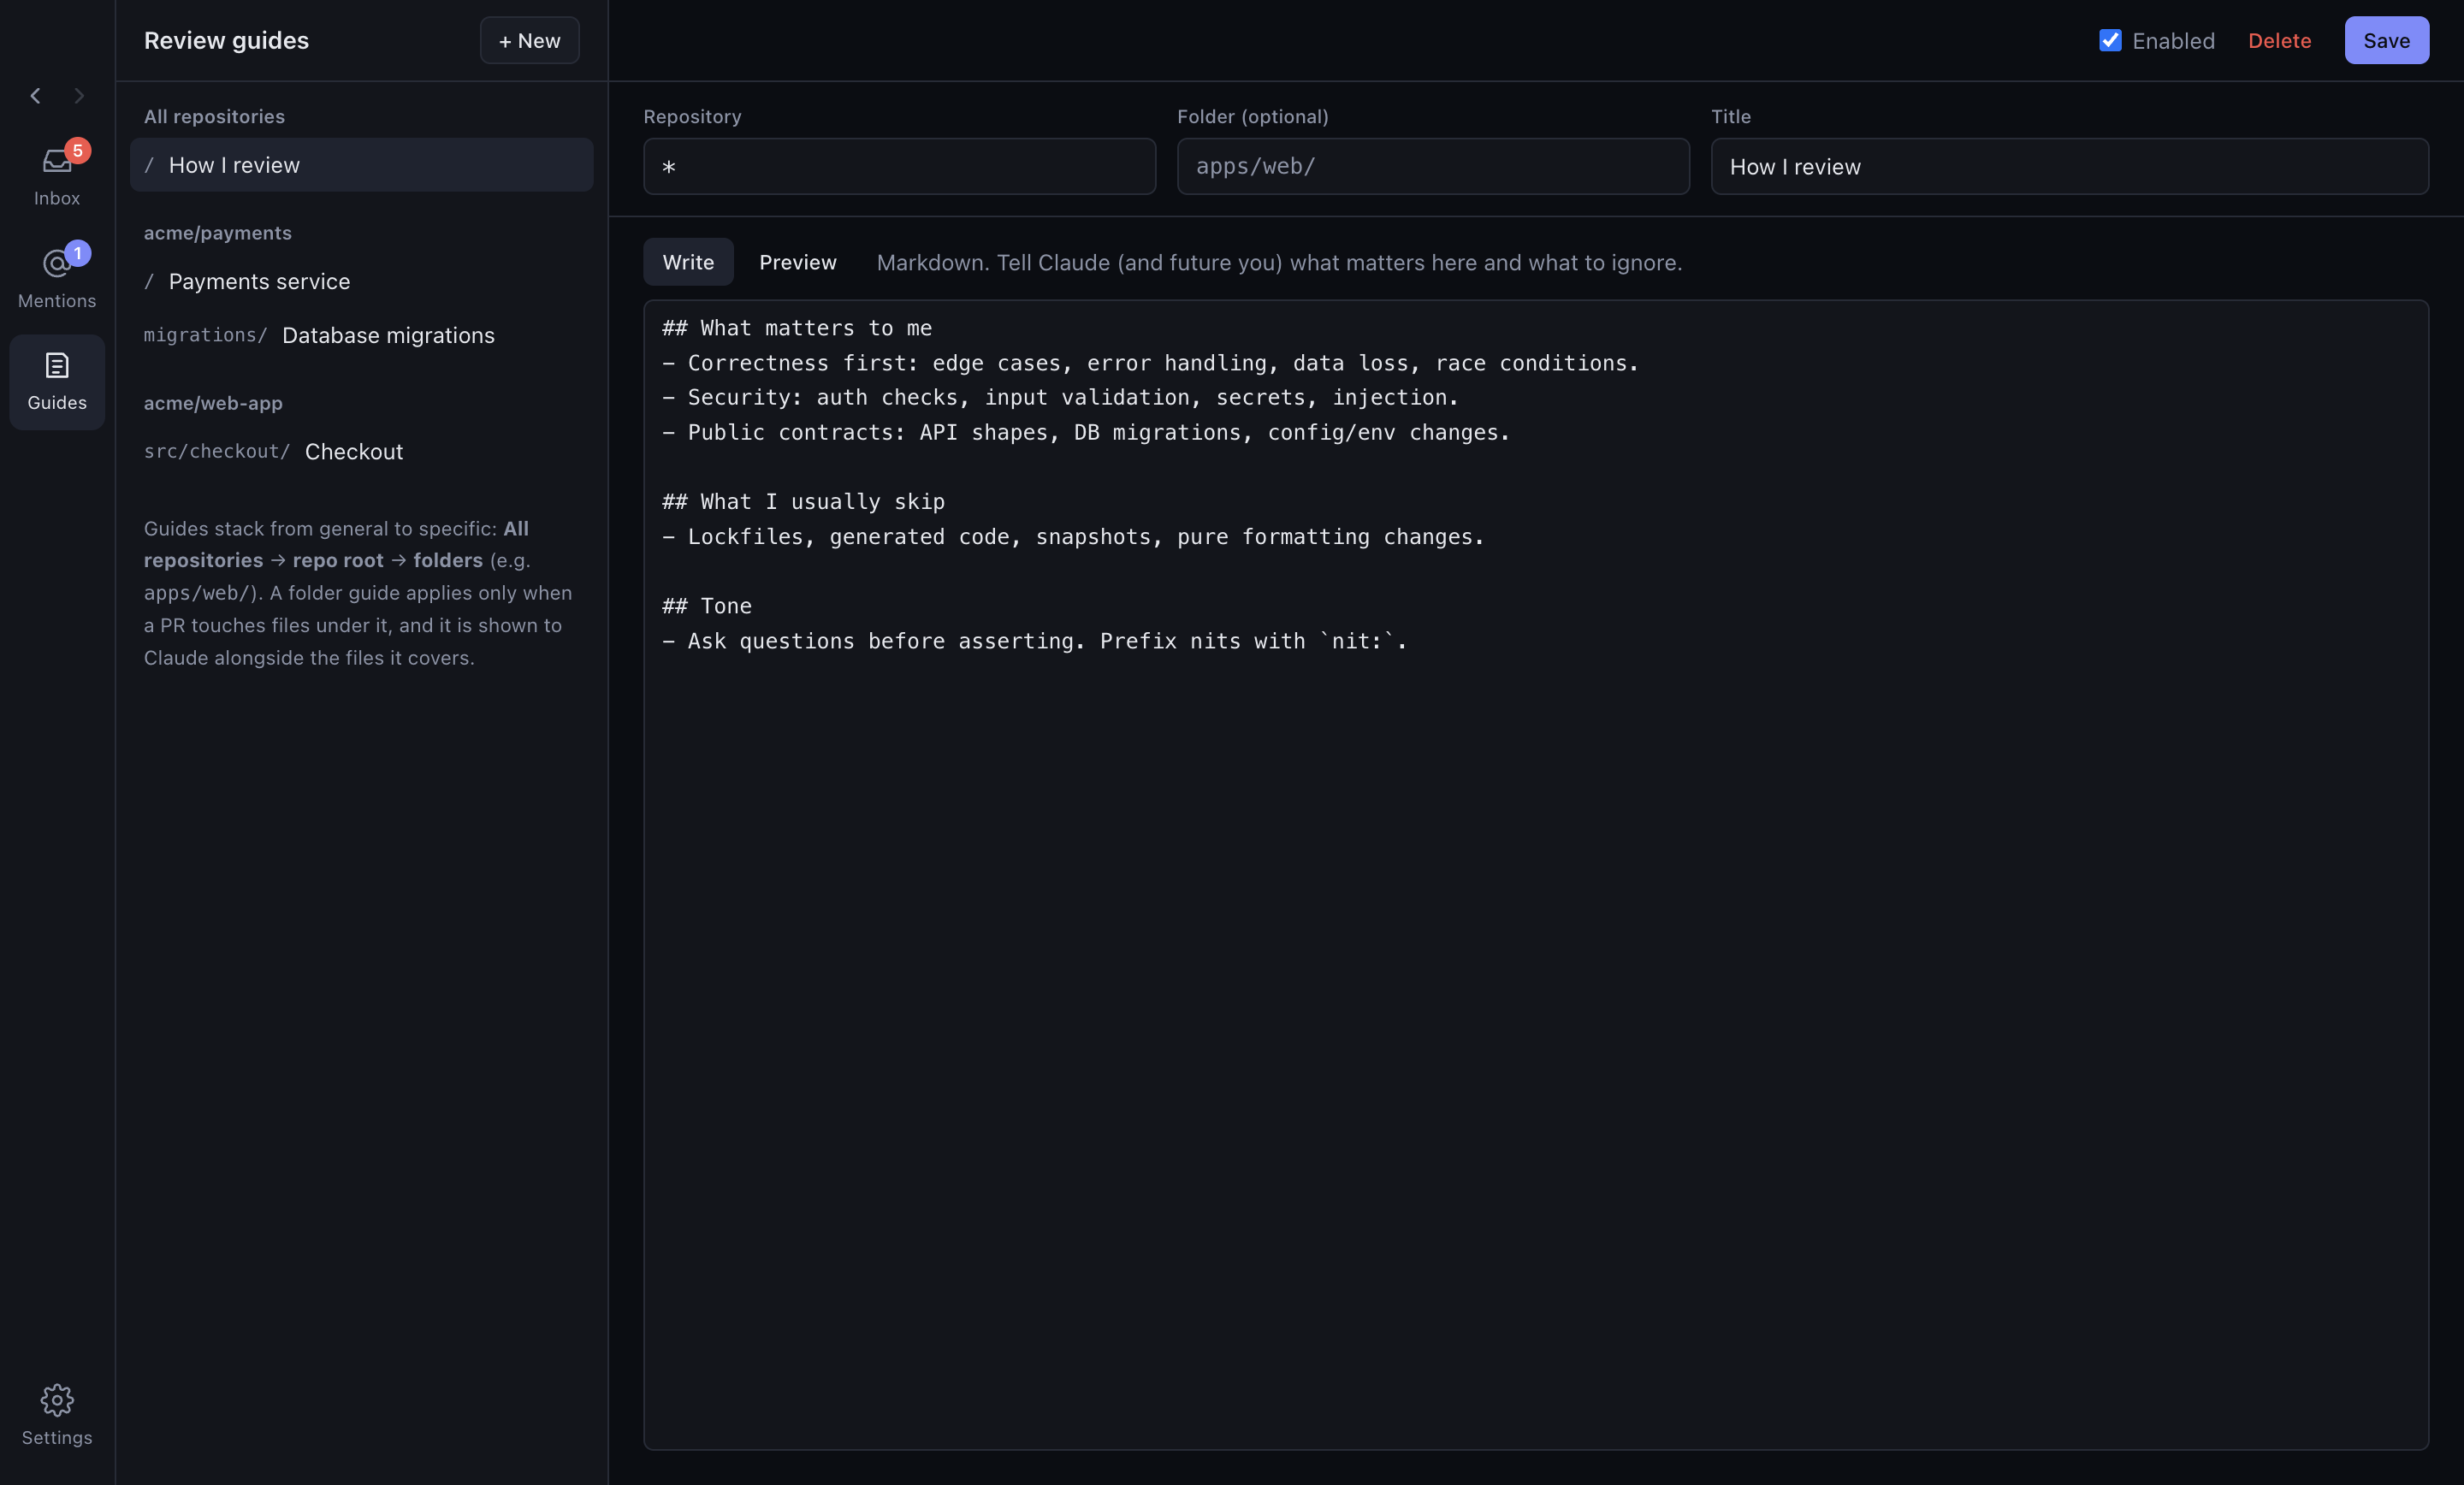 Review guides
+ New
Enabled
Delete
Save
5
Inbox
1
Mentions
Guides
Settings
All repositories
/ How I review
acme/payments
/ Payments service
migrations/ Database migrations
acme/web-app
src/checkout/ Checkout
Guides stack from general to specific: All
repositories → repo root → folders (e.g.
apps/web/). A folder guide applies only when
a PR touches files under it, and it is shown to
Claude alongside the files it covers.
Repository
*
Folder (optional)
apps/web/
Title
How I review
Write
Preview
Markdown. Tell Claude (and future you) what matters here and what to ignore.
## What matters to me
- Correctness first: edge cases, error handling, data loss, race conditions.
- Security: auth checks, input validation, secrets, injection.
- Public contracts: API shapes, DB migrations, config/env changes.

## What I usually skip
- Lockfiles, generated code, snapshots, pure formatting changes.

## Tone
- Ask questions before asserting. Prefix nits with `nit:`.